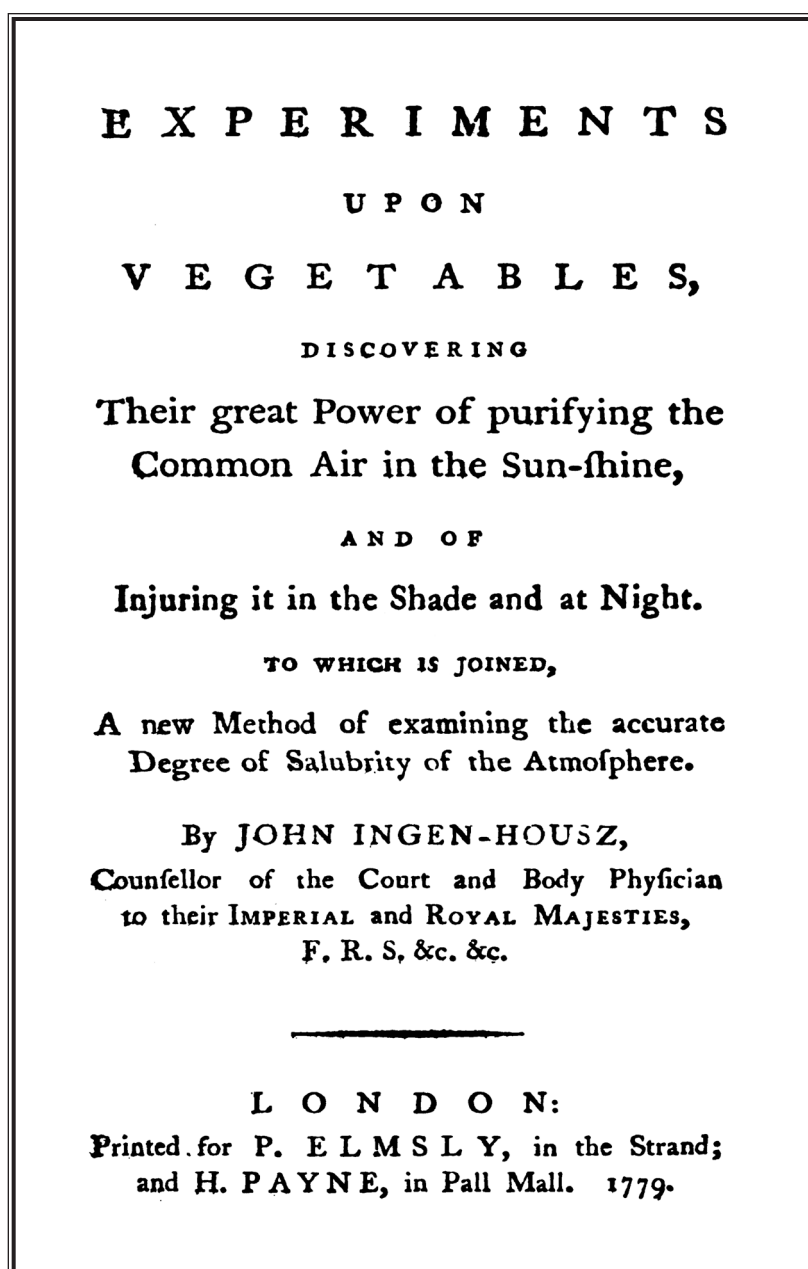 EXPERIMENTS
UPON
VEGETABLES,
DISCOVERING
Their great Power of purifying the
Common Air in the Sun-ſhine,
AND OF
Injuring it in the Shade and at Night.
TO WHICH IS JOINED,
A new Method of examining the accurate
Degree of Salubrity of the Atmoſphere.
By JOHN INGEN-HOUSZ,
Counſellor of the Court and Body Phyſician
to their IMPERIAL and ROYAL MAJESTIES,
F. R. S, &c. &c.
LONDON:
Printed for P. ELMSLY, in the Strand;
and H. PAYNE, in Pall Mall. 1779.